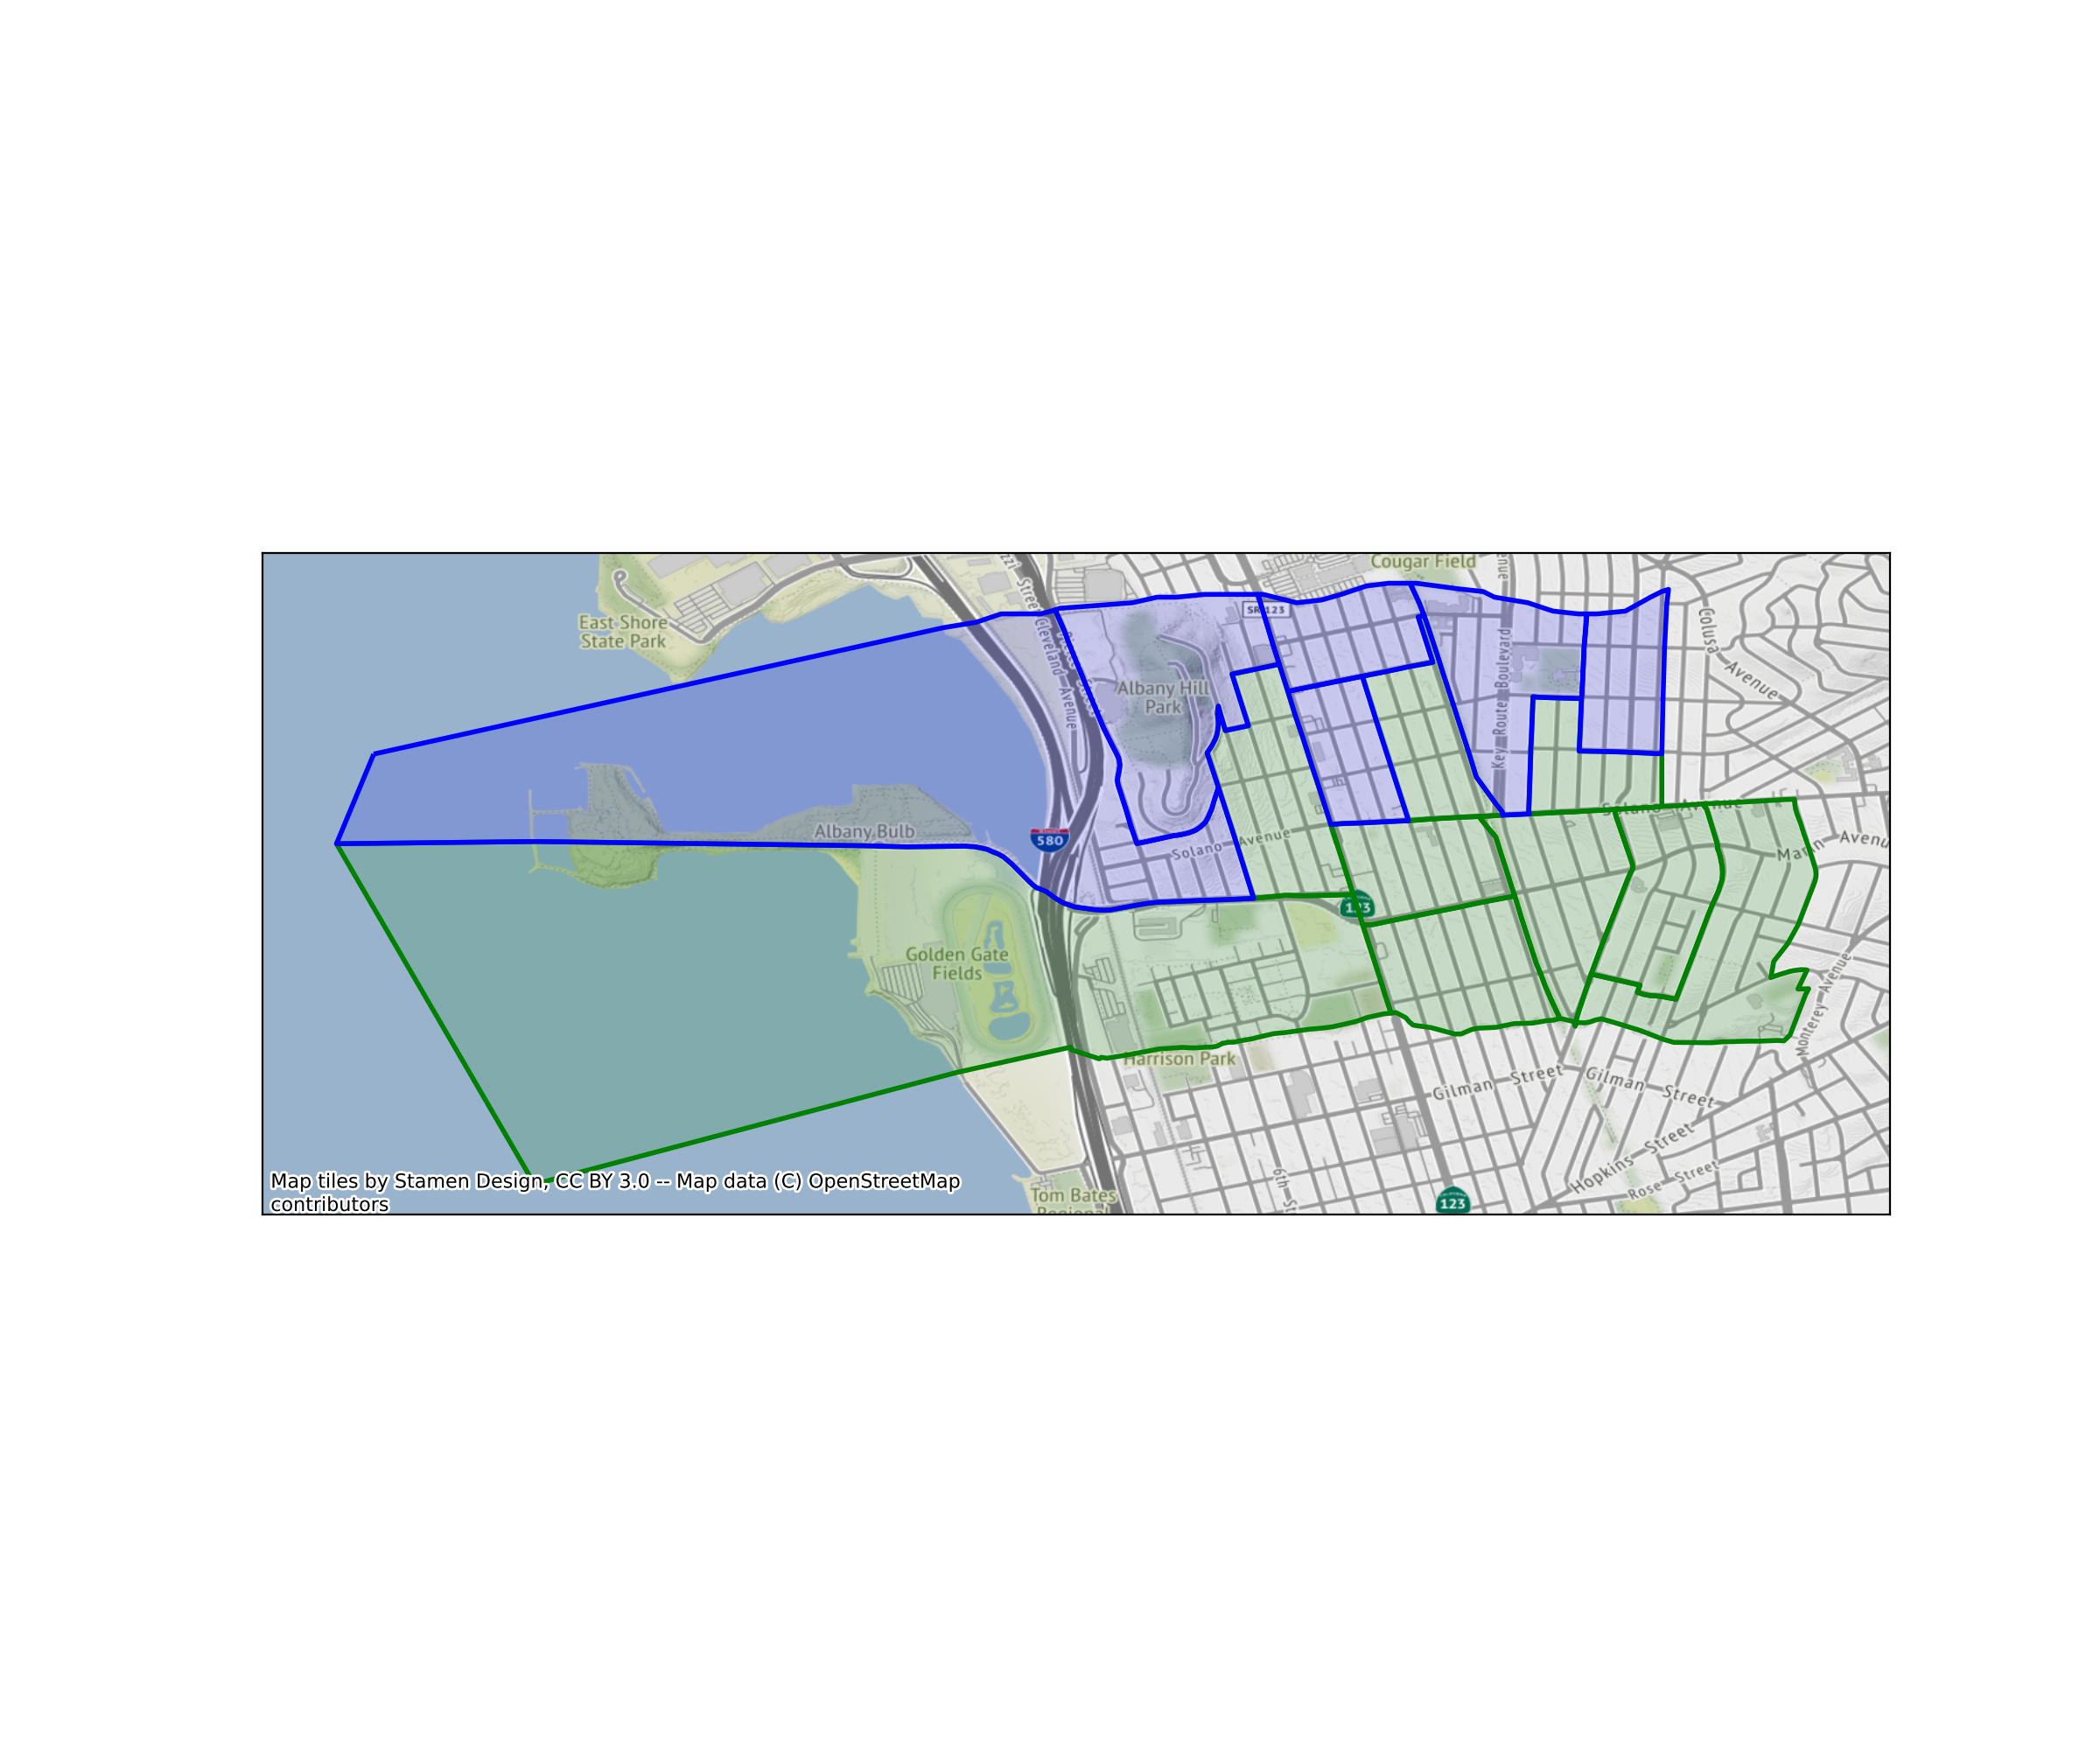 Cougar Field
East Shore
State Park
SR 123
Cleveland Avenue
Key Route Boulevard
Colusa Avenue
Albany Hill
Park
Albany Bulb
580
Solano Avenue
Solano Avenue
Marin Avenu
123
Golden Gate
Fields
Harrison Park
Monterey Avenue
Gilman Street
Gilman Street
Hopkins Street
Rose Street
6th St
123
Tom Bates
Regional
Map tiles by Stamen Design, CC BY 3.0 -- Map data (C) OpenStreetMap
contributors